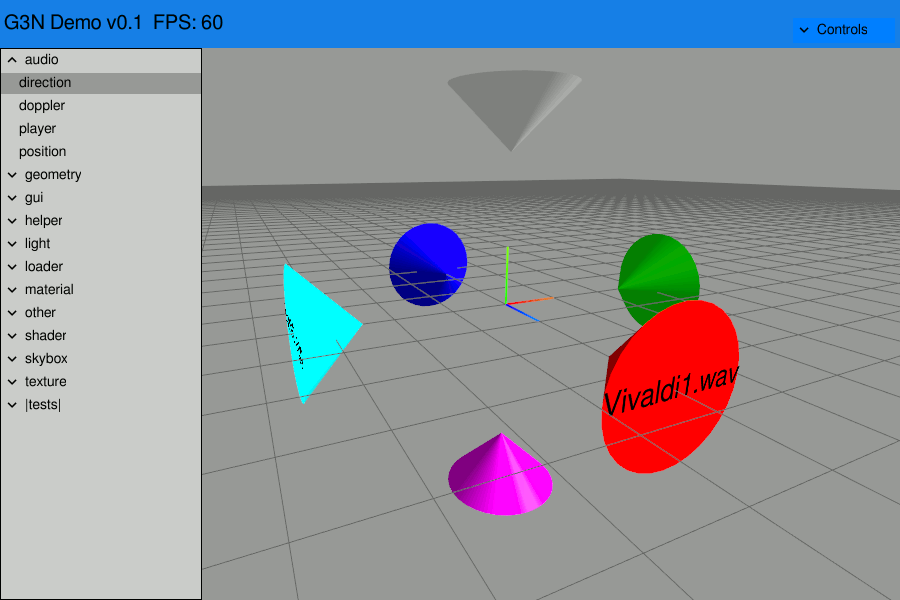 G3N Demo v0.1 FPS: 60
Controls
audio
direction
doppler
player
position
geometry
gui
helper
light
loader
material
other
shader
skybox
texture
|tests|
Vivaldi1.wav